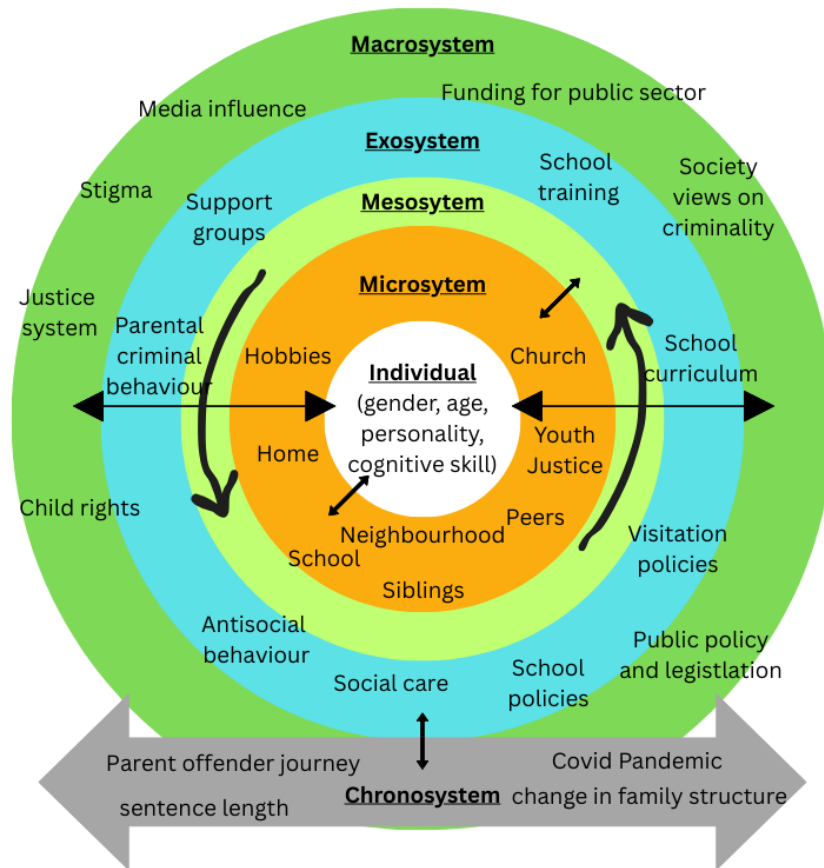 Macrosystem
Media influence
Funding for public sector
Exosystem
School
training
Society
views on
criminality
Stigma
Support
groups
Mesosytem
Microsytem
Justice
system
Parental
criminal
behaviour
Hobbies
Church
School
curriculum
Individual
(gender, age,
personality,
cognitive skill)
Home
Youth
Justice
Child rights
Neighbourhood
Peers
School
Siblings
Visitation
policies
Antisocial
behaviour
Social care
School
policies
Public policy
and legistlation
Parent offender journey
sentence length
Chronosystem
Covid Pandemic
change in family structure